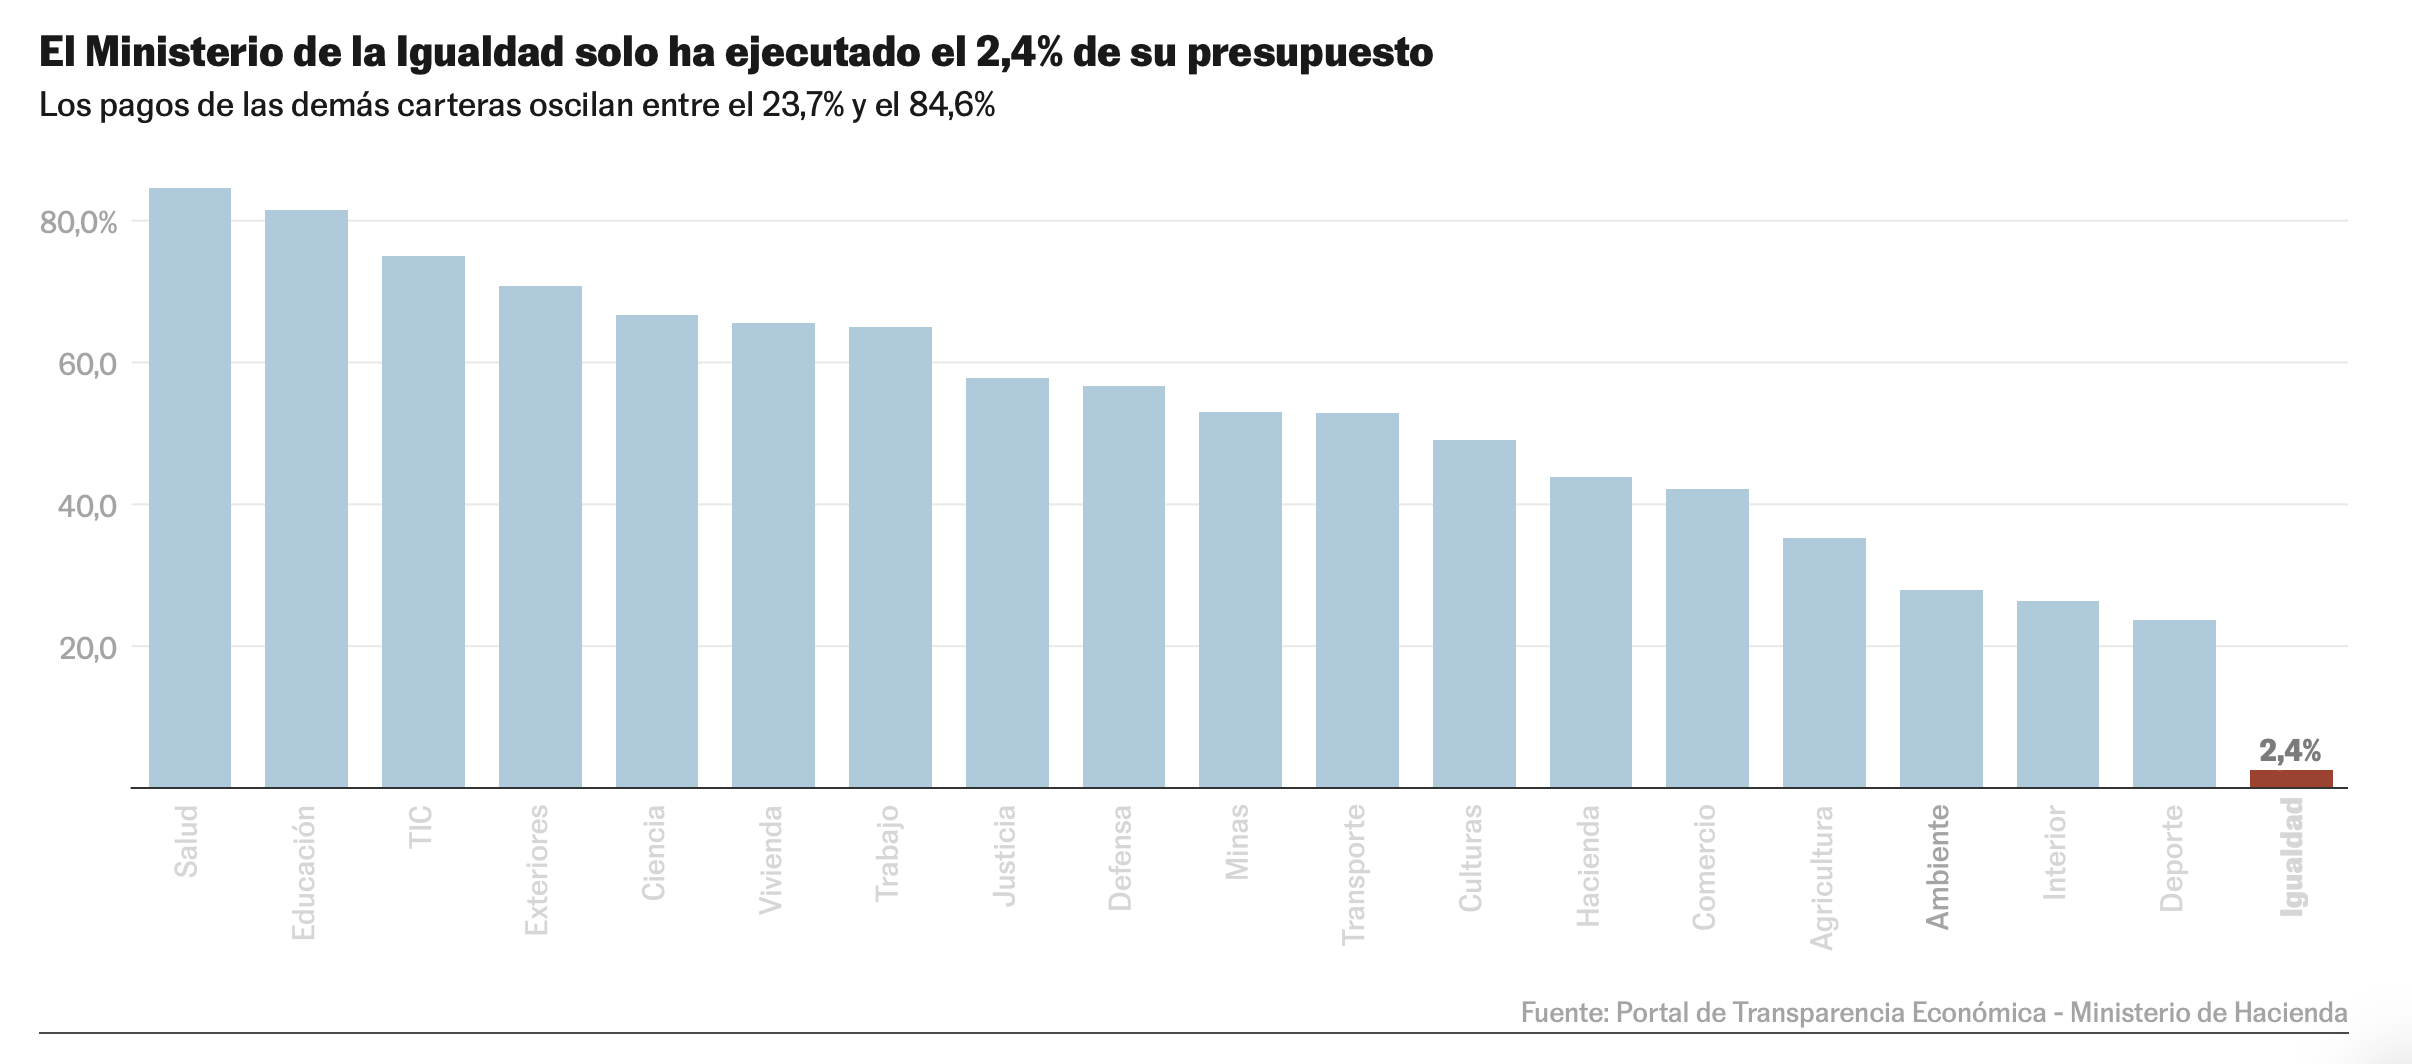 El Ministerio de la Igualdad solo ha ejecutado el 2,4% de su presupuesto
Los pagos de las demás carteras oscilan entre el 23,7% y el 84,6%
80,0%
60,0
40,0
20,0
2,4%
Salud
Educación
TIC
Exteriores
Ciencia
Vivienda
Trabajo
Justicia
Defensa
Minas
Transporte
Culturas
Hacienda
Comercio
Agricultura
Ambiente
Interior
Deporte
Igualdad
Fuente: Portal de Transparencia Económica - Ministerio de Hacienda